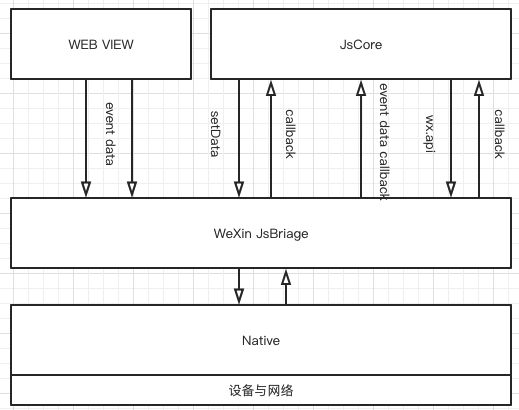 WEB VIEW
JsCore
event data
setData
callback
event data callback
wx.api
callback
WeXin JsBriage
Native
设备与网络